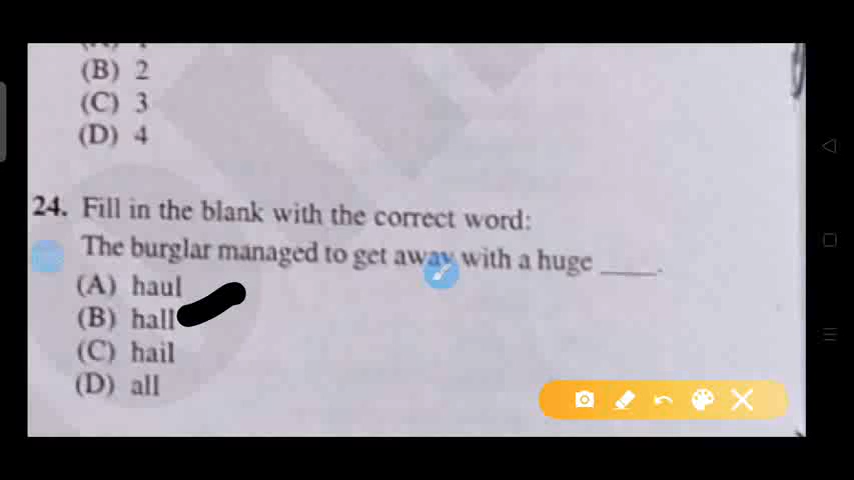 (B) 2
(C) 3
(D) 4
24. Fill in the blank with the correct word:
The burglar managed to get away with a huge ____.
(A) haul
(B) hall
(C) hail
(D) all